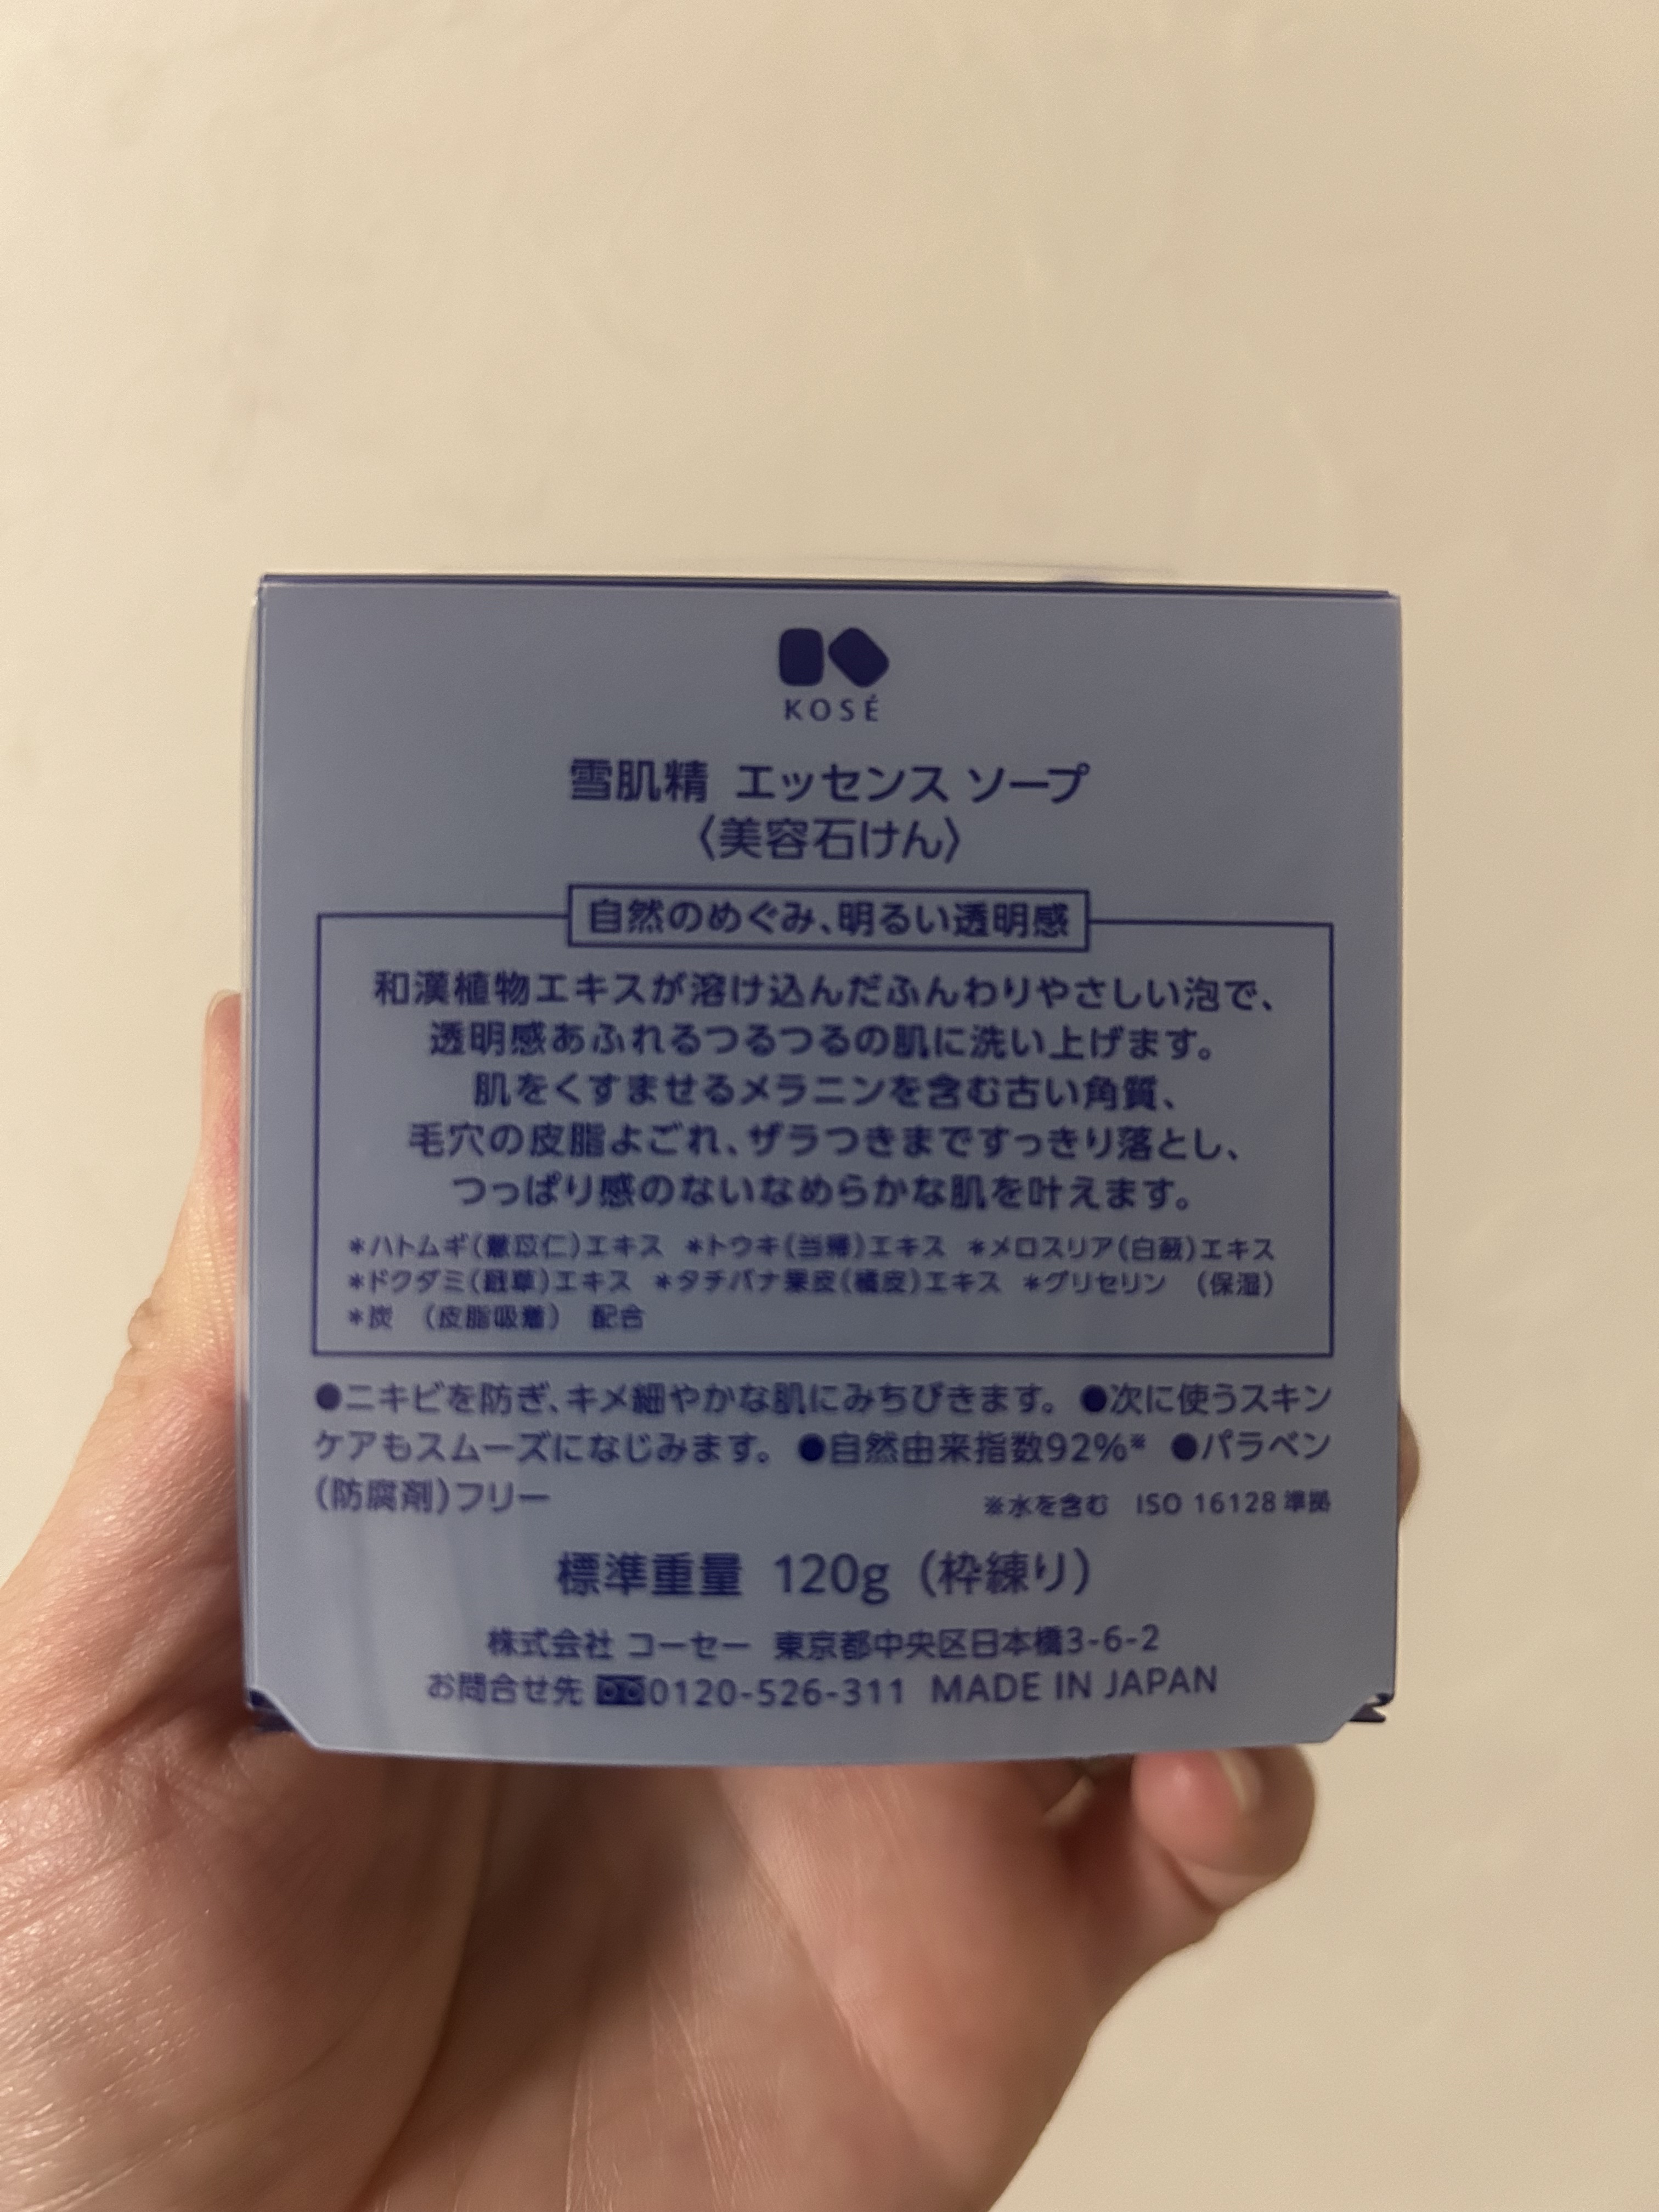 KOSÉ
雪肌精 エッセンス ソープ
〈美容石けん〉
自然のめぐみ、明るい透明感
和漢植物エキスが溶け込んだふんわりやさしい泡で、
透明感あふれるつるつるの肌に洗い上げます。
肌をくすませるメラニンを含む古い角質、
毛穴の皮脂よごれ、ザラつきまですっきり落とし、
つっぱり感のないなめらかな肌を叶えます。
*ハトムギ(薏苡仁)エキス *トウキ(当帰)エキス *メロスリア(白蘞)エキス
*ドクダミ(蕺草)エキス *タチバナ果皮(橘皮)エキス *グリセリン (保湿)
*炭 (皮脂吸着) 配合
●ニキビを防ぎ、キメ細やかな肌にみちびきます。 ●次に使うスキン
ケアもスムーズになじみます。 ●自然由来指数92%※ ●パラベン
(防腐剤)フリー ※水を含む ISO 16128 準拠
標準重量 120g (枠練り)
株式会社 コーセー 東京都中央区日本橋3-6-2
お問合せ先 0120-526-311 MADE IN JAPAN